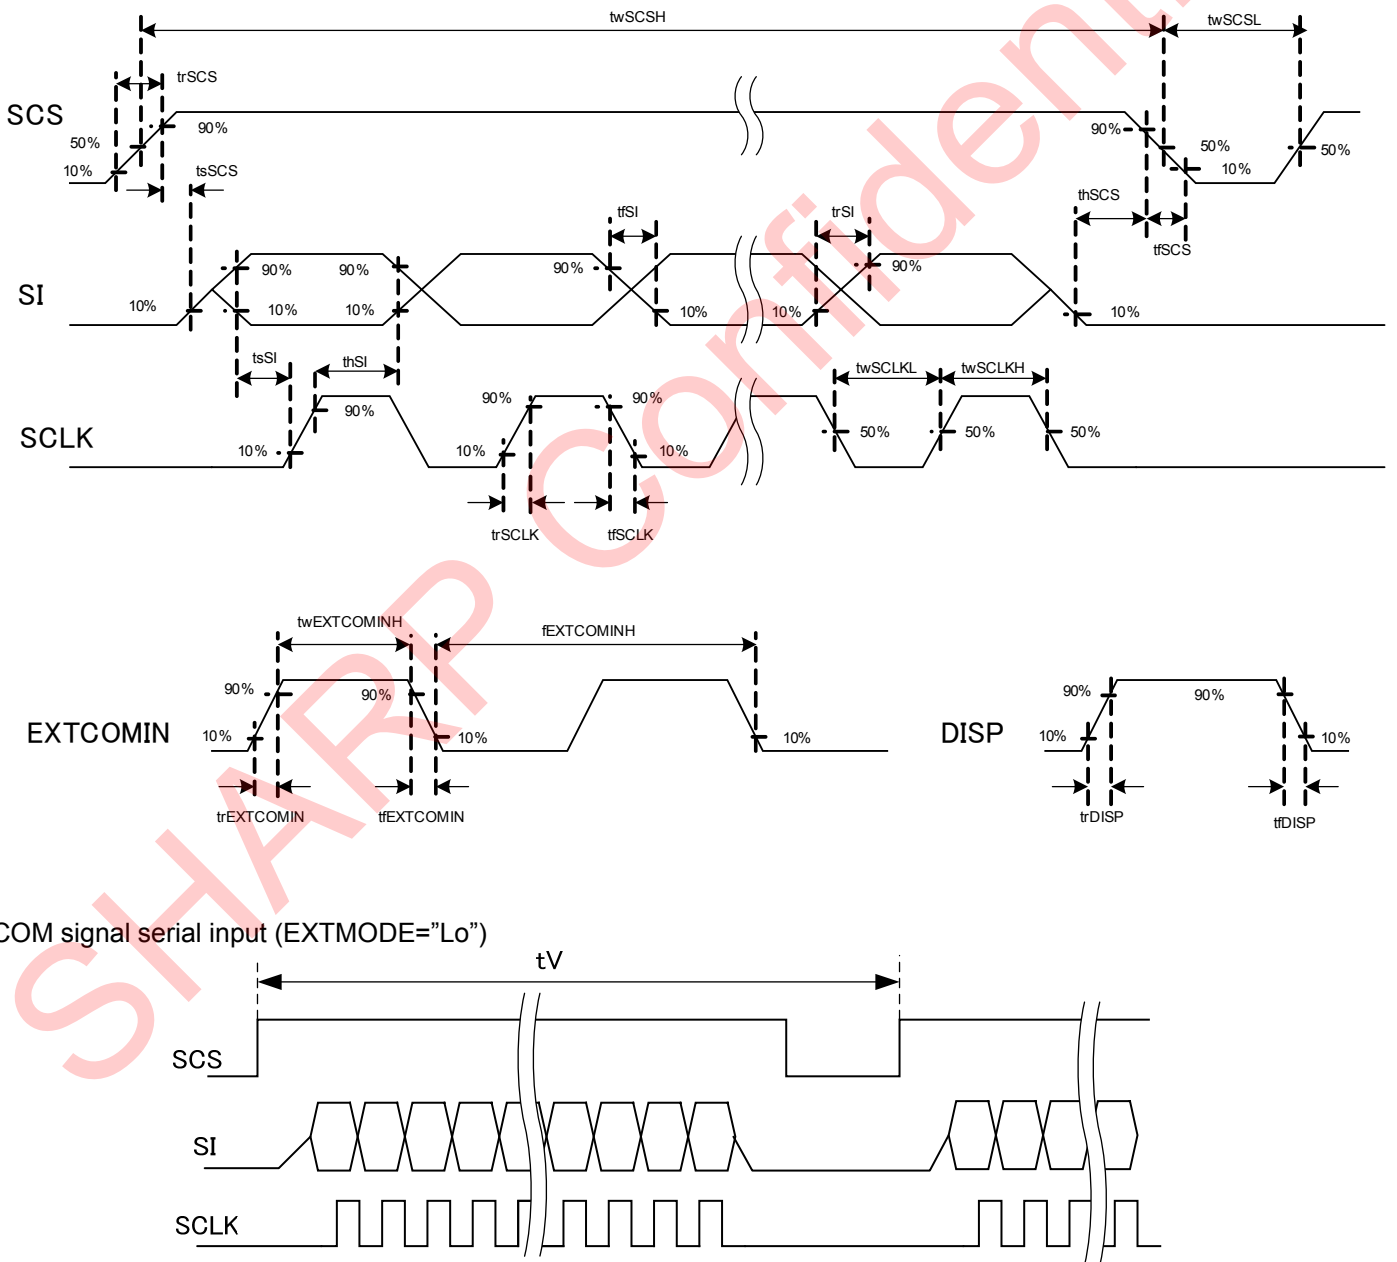 twSCSH
twSCSL
trSCS
SCS
90%
90%
50%
50%
50%
10%
10%
tsSCS
thSCS
tfSI
trSI
tfSCS
90%
90%
90%
90%
SI
10%
10%
10%
10%
10%
10%
tsSI
thSI
twSCLKL
twSCLKH
90%
90%
90%
SCLK
50%
50%
50%
10%
10%
10%
trSCLK
tfSCLK
twEXTCOMINH
fEXTCOMINH
90%
90%
90%
90%
EXTCOMIN
10%
10%
10%
DISP
10%
10%
trEXTCOMIN
tfEXTCOMIN
trDISP
tfDISP
COM signal serial input (EXTMODE=”Lo”)
tV
SCS
SI
SCLK
SHARP Confident